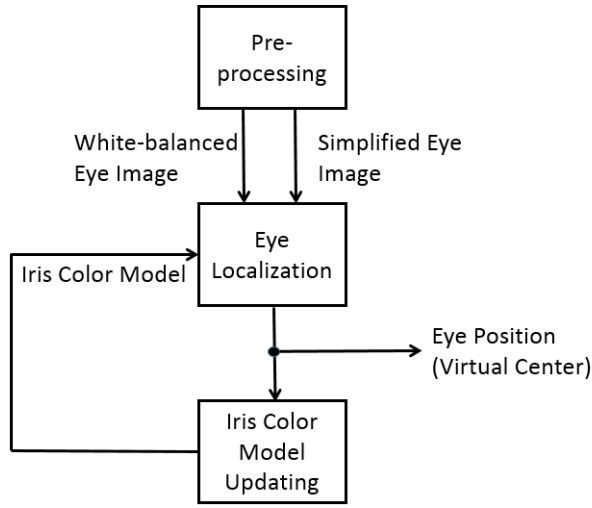 Pre-
processing
White-balanced
Eye Image
Simplified Eye
Image
Eye
Localization
Iris Color Model
Eye Position
(Virtual Center)
Iris Color
Model
Updating